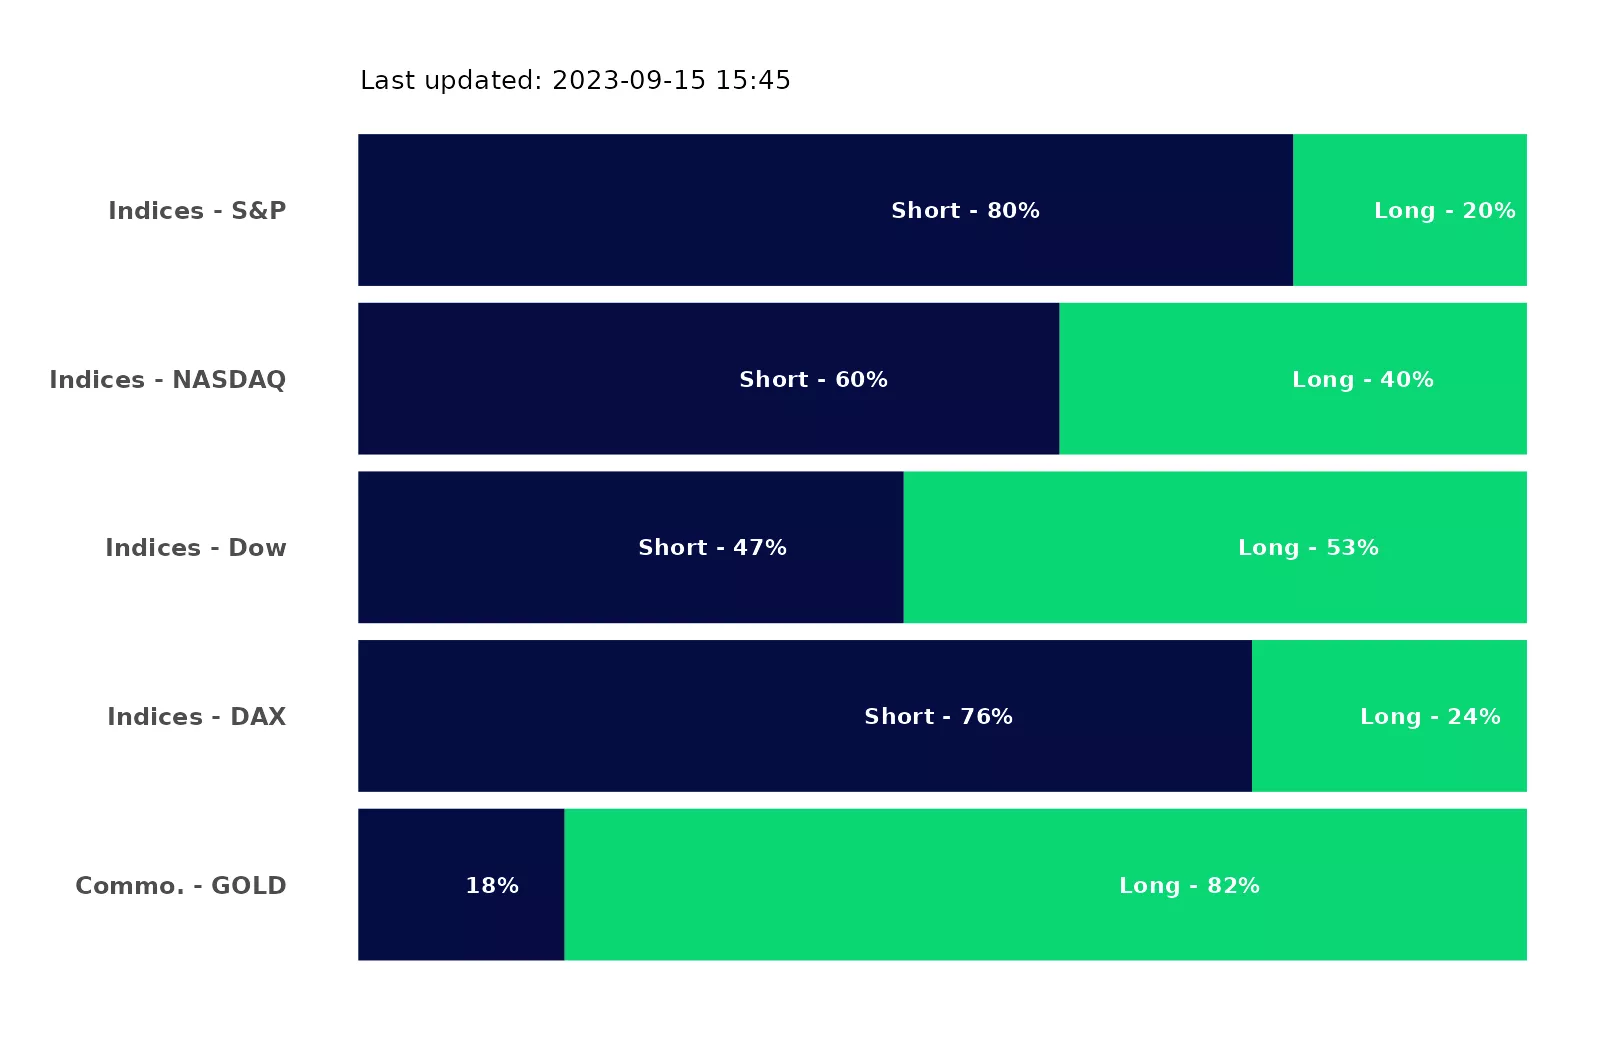 Last updated: 2023-09-15 15:45
Indices - S&P Short - 80% Long - 20%
Indices - NASDAQ Short - 60% Long - 40%
Indices - Dow Short - 47% Long - 53%
Indices - DAX Short - 76% Long - 24%
Commo. - GOLD 18% Long - 82%